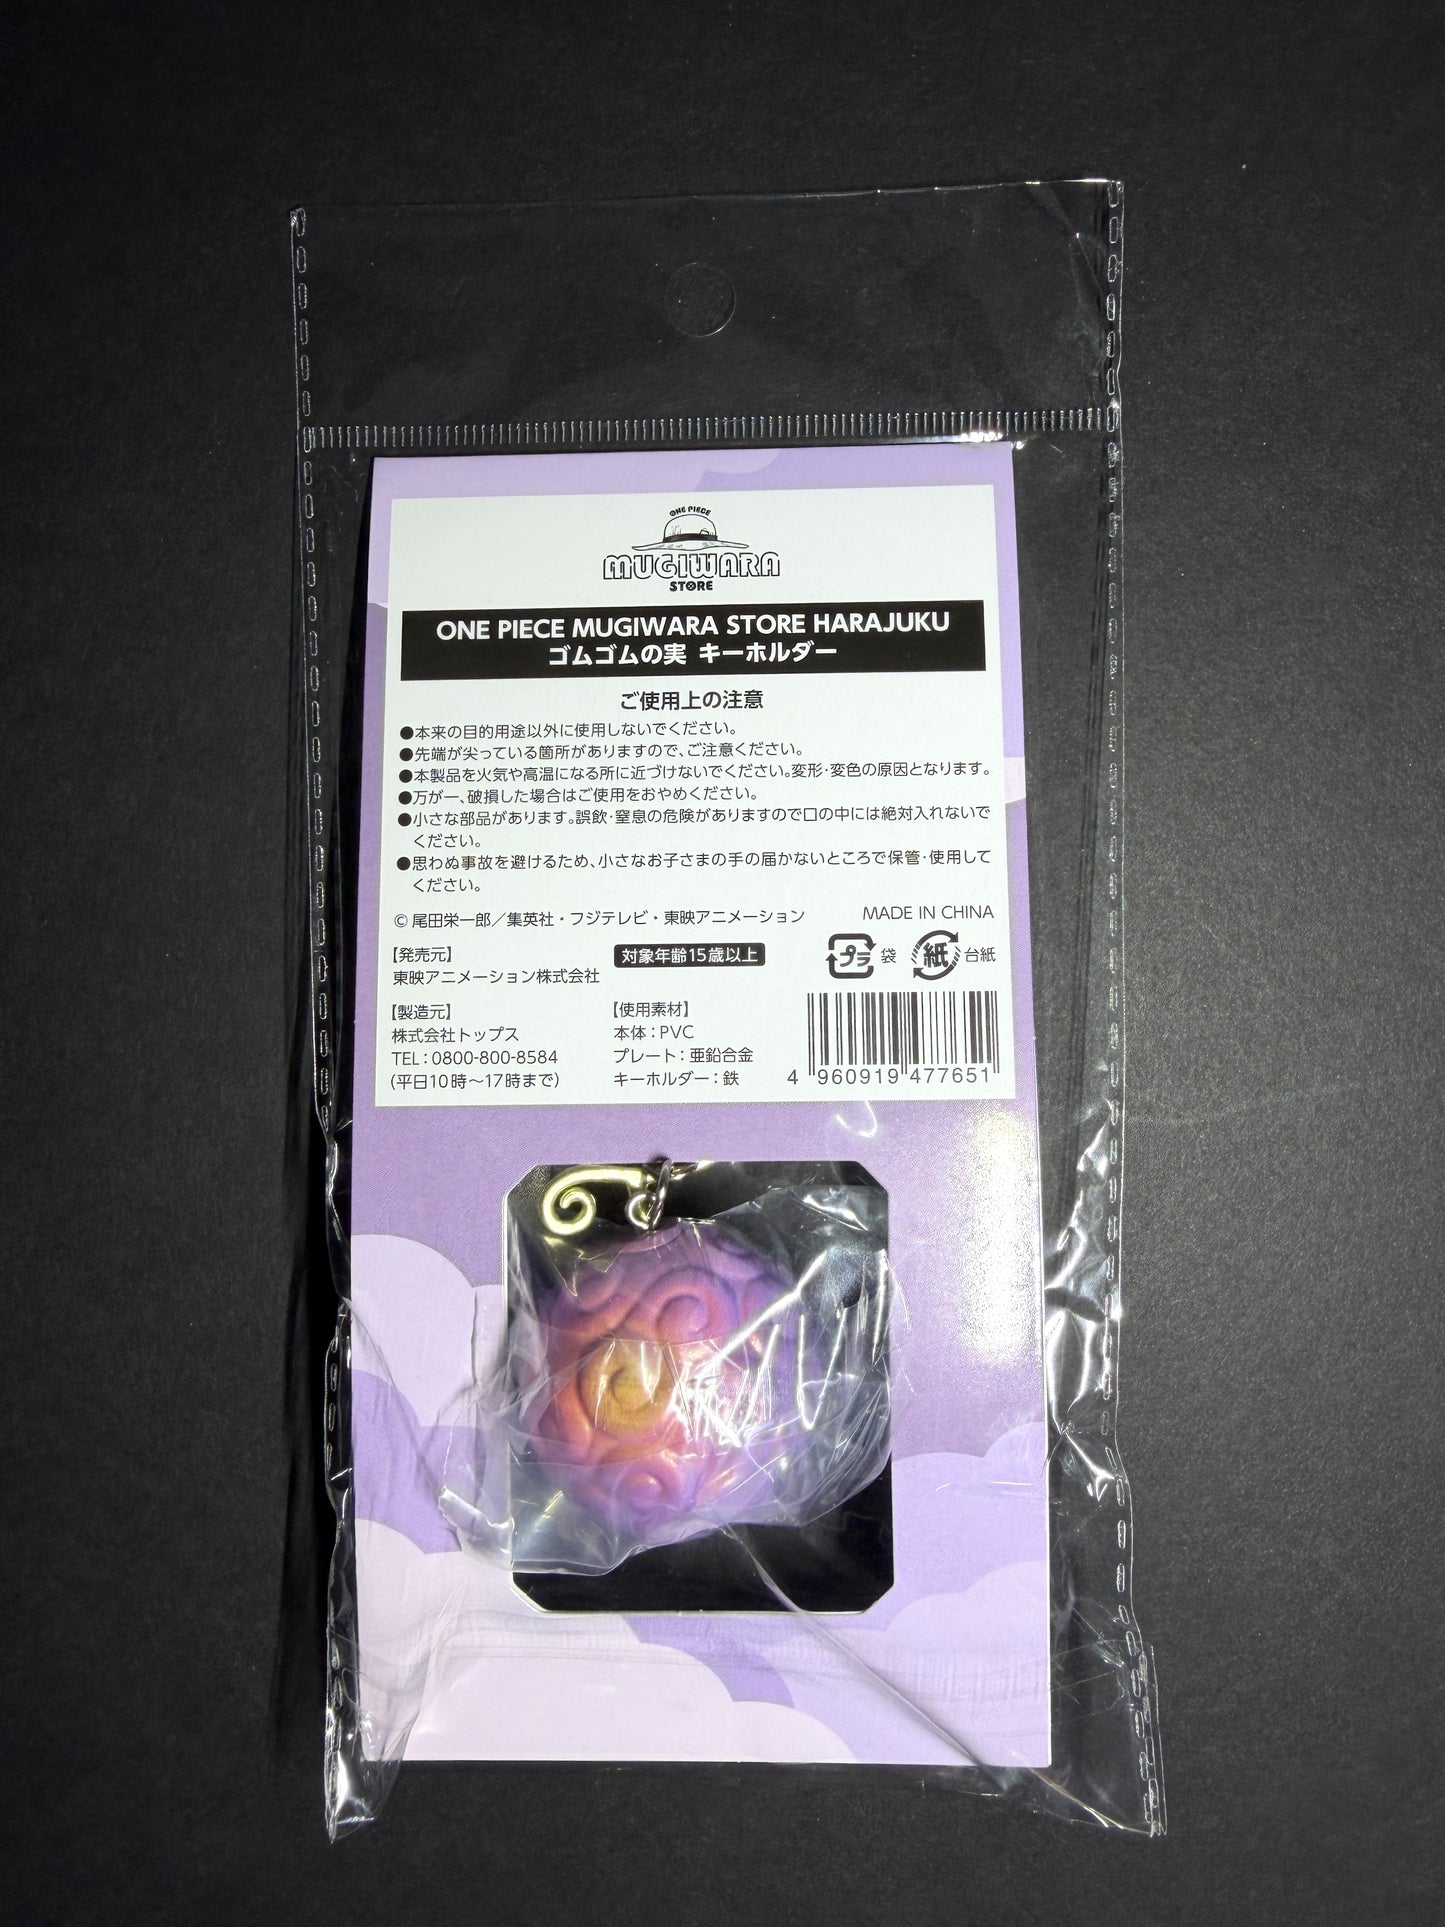 ONE PIECE
MUGIWARA
STORE
ONE PIECE MUGIWARA STORE HARAJUKU
ゴムゴムの実 キーホルダー
ご使用上の注意
●本来の目的用途以外に使用しないでください。
●先端が尖っている箇所がありますので、ご注意ください。
●本製品を火気や高温になる所に近づけないでください。変形・変色の原因となります。
●万が一、破損した場合はご使用をおやめください。
●小さな部品があります。誤飲・窒息の危険がありますので口の中には絶対入れないで
ください。
●思わぬ事故を避けるため、小さなお子さまの手の届かないところで保管・使用して
ください。
© 尾田栄一郎／集英社・フジテレビ・東映アニメーション
MADE IN CHINA
【発売元】
東映アニメーション株式会社
対象年齢15歳以上
プラ 袋
紙 台紙
【製造元】
株式会社トップス
TEL：0800-800-8584
(平日10時～17時まで)
【使用素材】
本体：PVC
プレート：亜鉛合金
キーホルダー：鉄
4 960919 477651